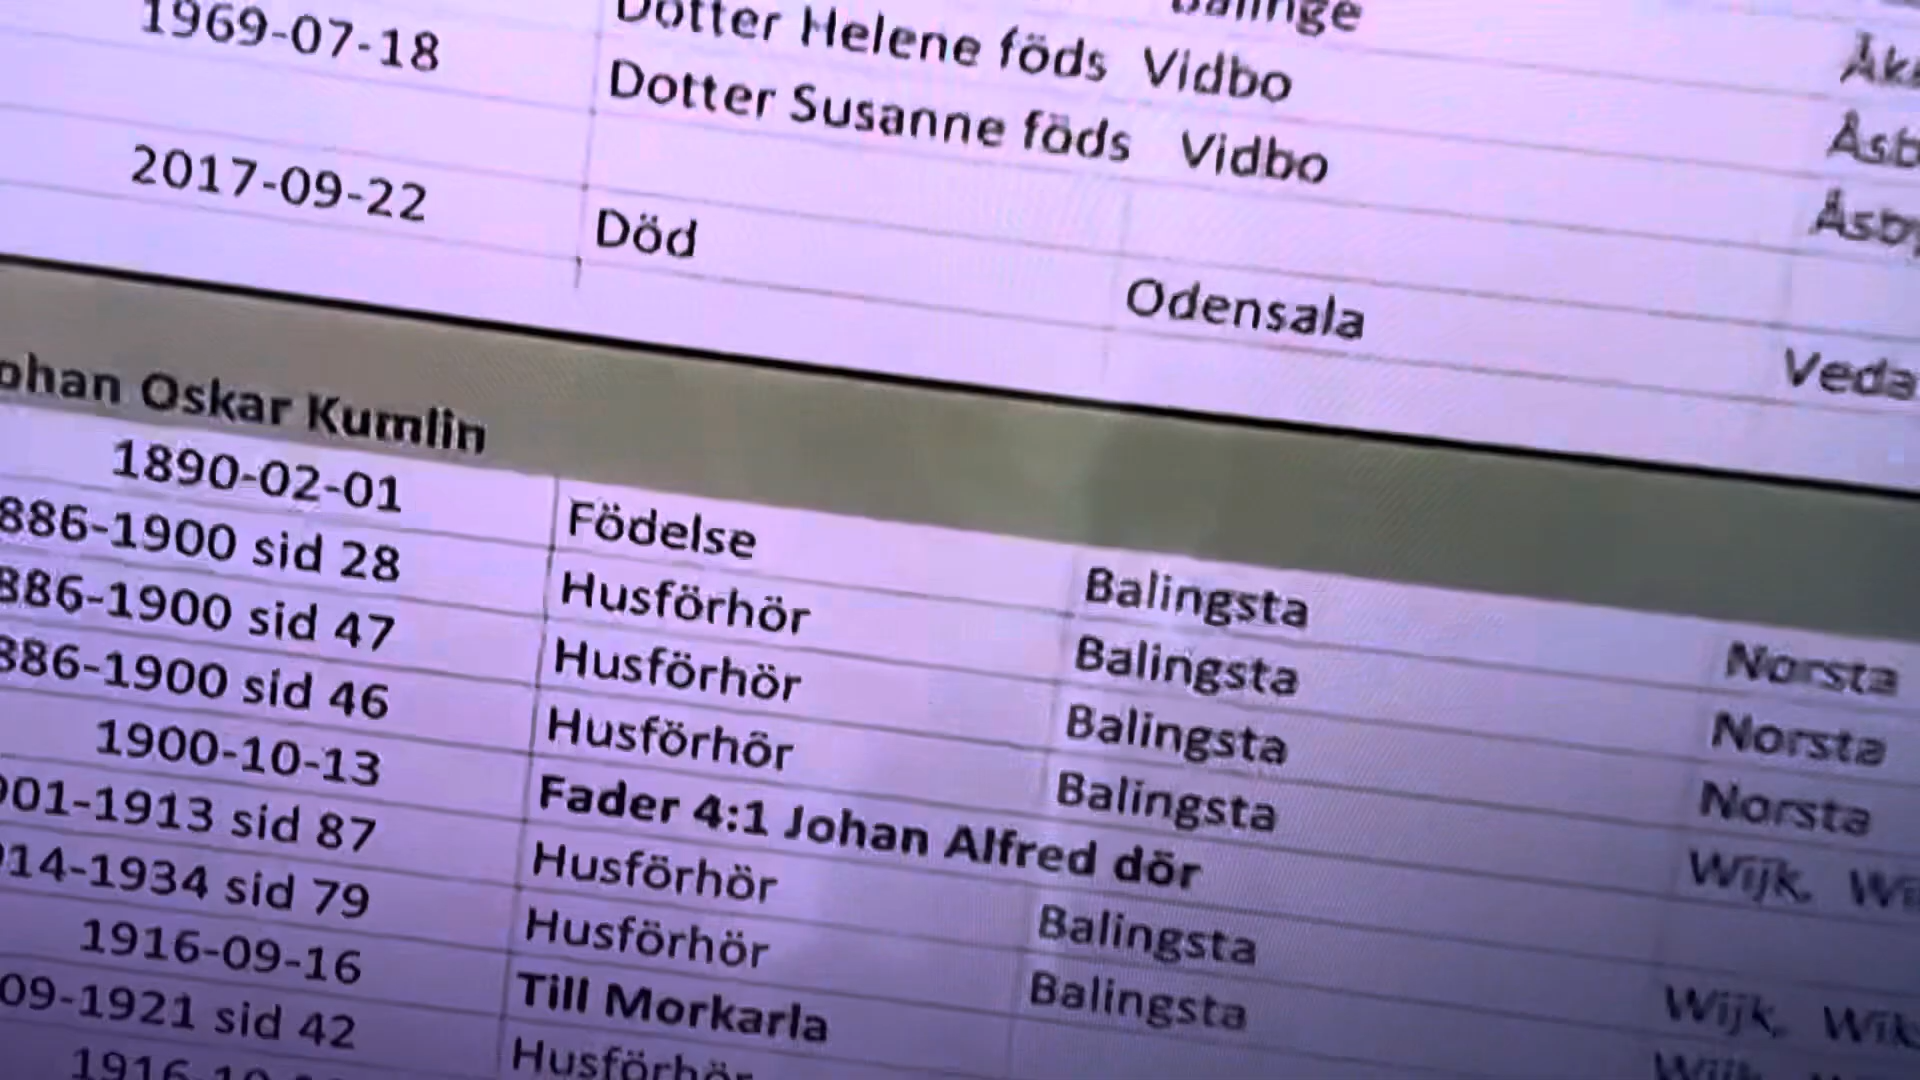 Dotter Helene föds Vidbo
1969-07-18 Dotter Susanne föds Vidbo
2017-09-22 Död Odensala Veda
Oskar Kumlin
1890-02-01 Födelse Balingsta Norsta
886-1900 sid 28 Husförhör Balingsta Norsta
886-1900 sid 47 Husförhör Balingsta Norsta
886-1900 sid 46 Husförhör Balingsta Wijk,
1900-10-13 Fader 4:1 Johan Alfred dör
901-1913 sid 87 Husförhör Balingsta Wijk,
914-1934 sid 79 Husförhör Balingsta
1916-09-16 Till Morkarla
09-1921 sid 42 Husförhör